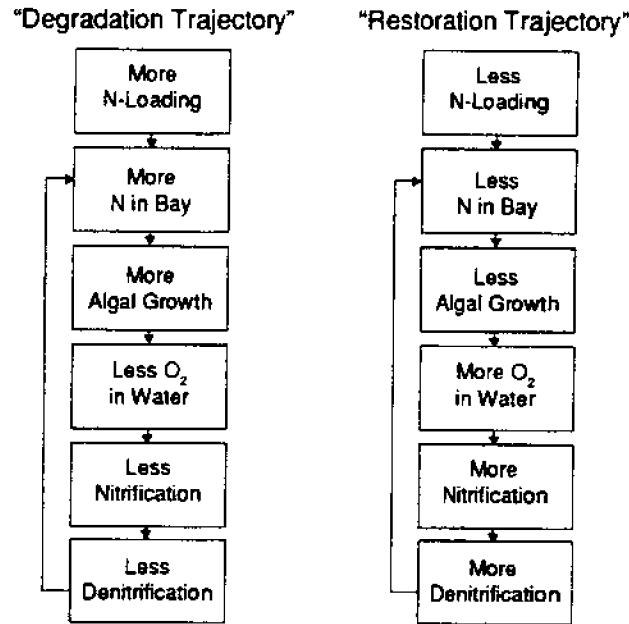 "Degradation Trajectory"
More
N-Loading
More
N in Bay
More
Algal Growth
Less O₂
in Water
Less
Nitrification
Less
Denitrification
"Restoration Trajectory"
Less
N-Loading
Less
N in Bay
Less
Algal Growth
More O₂
in Water
More
Nitrification
More
Denitrification